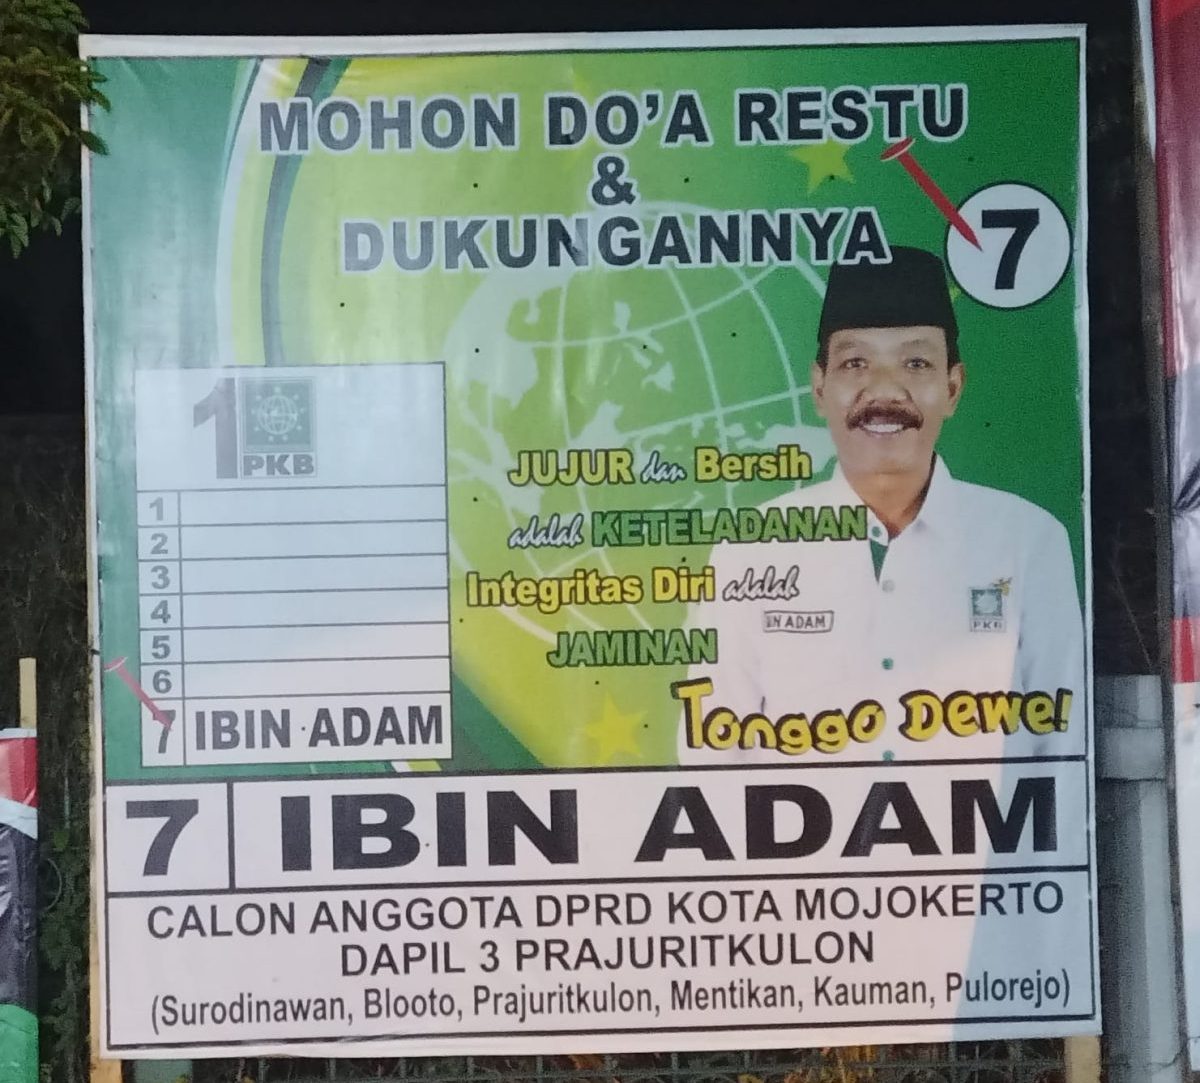 MOHON DO'A RESTU
&
DUKUNGANNYA
7
1 PKB
1
2
3
4
5
6
7 IBIN ADAM
JUJUR dan Bersih
adalah KETELADANAN
Integritas Diri adalah
JAMINAN
IN ADAM
PKB
Tonggo Dewe!
7 IBIN ADAM
CALON ANGGOTA DPRD KOTA MOJOKERTO
DAPIL 3 PRAJURITKULON
(Surodinawan, Blooto, Prajuritkulon, Mentikan, Kauman, Pulorejo)